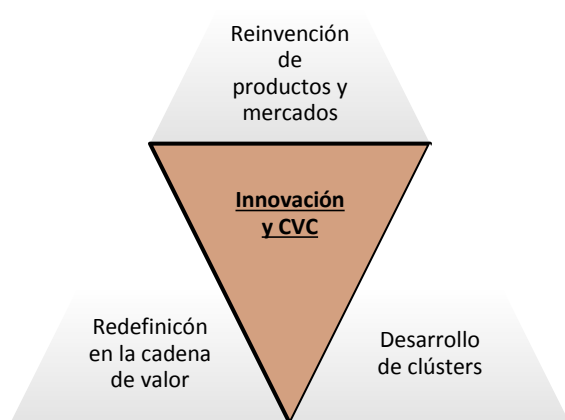 Reinvención
de
productos y
mercados
Innovación
y CVC
Redefinicón
en la cadena
de valor
Desarrollo
de clústers